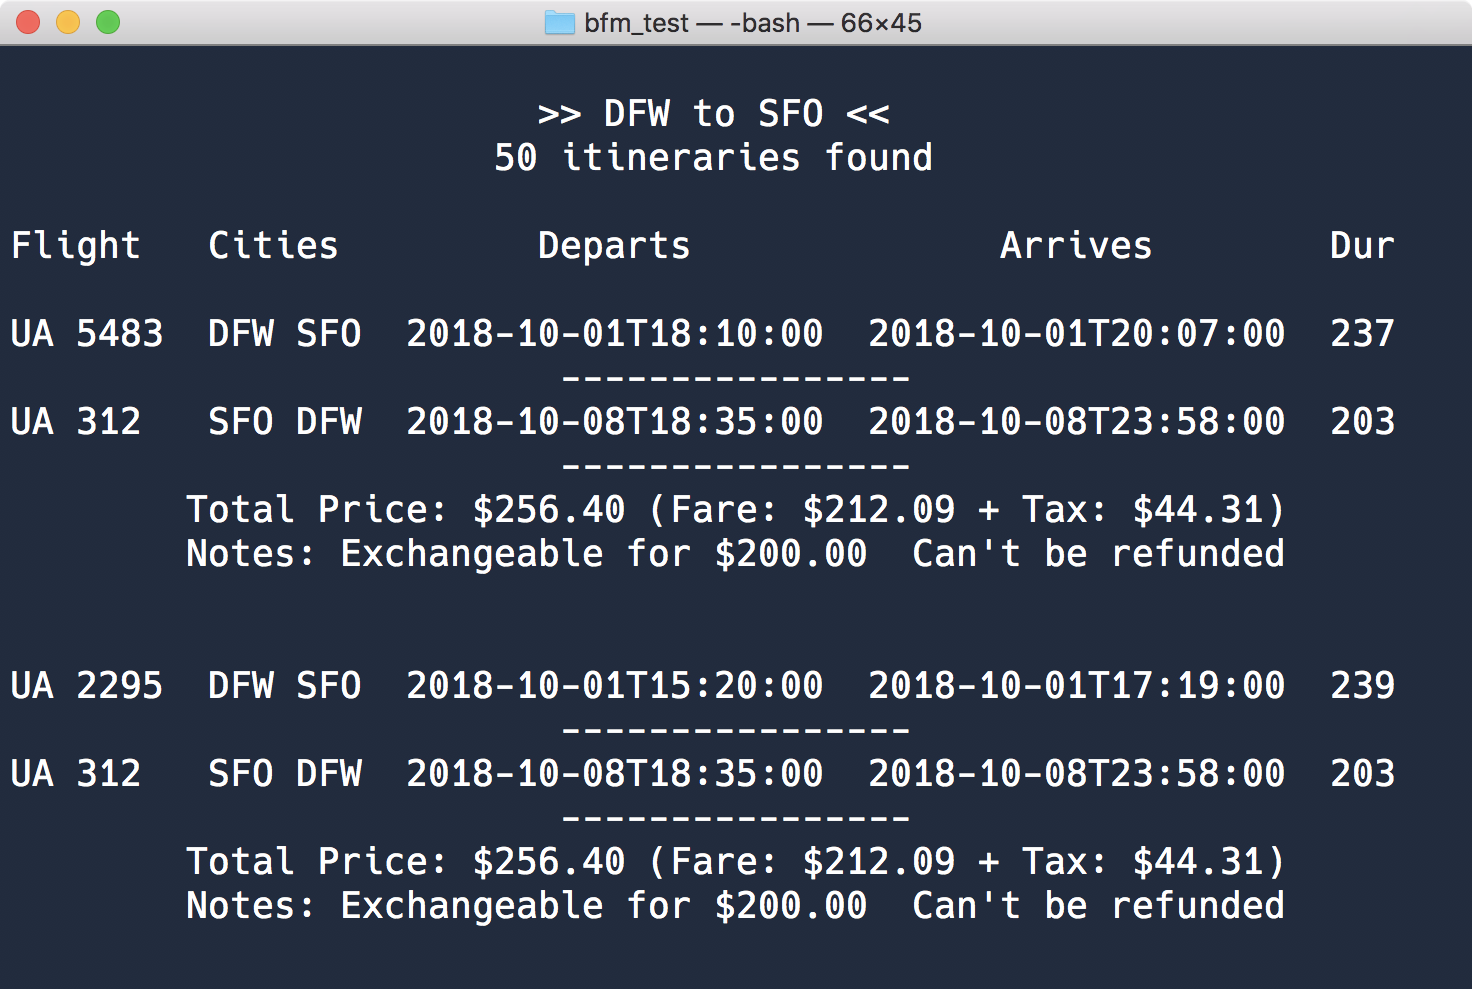 bfm_test — -bash — 66×45
>> DFW to SFO <<
50 itineraries found
Flight Cities Departs Arrives Dur
UA 5483 DFW SFO 2018-10-01T18:10:00 2018-10-01T20:07:00 237
----------------
UA 312 SFO DFW 2018-10-08T18:35:00 2018-10-08T23:58:00 203
----------------
Total Price: $256.40 (Fare: $212.09 + Tax: $44.31)
Notes: Exchangeable for $200.00 Can't be refunded
UA 2295 DFW SFO 2018-10-01T15:20:00 2018-10-01T17:19:00 239
----------------
UA 312 SFO DFW 2018-10-08T18:35:00 2018-10-08T23:58:00 203
----------------
Total Price: $256.40 (Fare: $212.09 + Tax: $44.31)
Notes: Exchangeable for $200.00 Can't be refunded